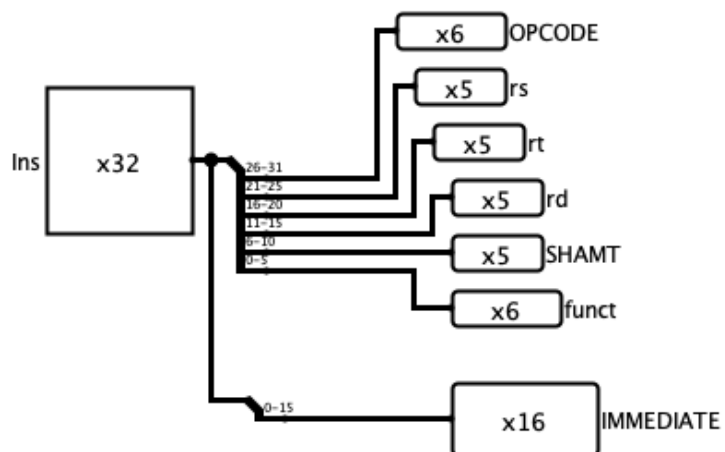 x6 OPCODE
x5 rs
Ins x32
x5 rt
26-31
21-25
16-20
x5 rd
11-15
6-10
x5 SHAMT
0-5
x6 funct
0-15
x16 IMMEDIATE